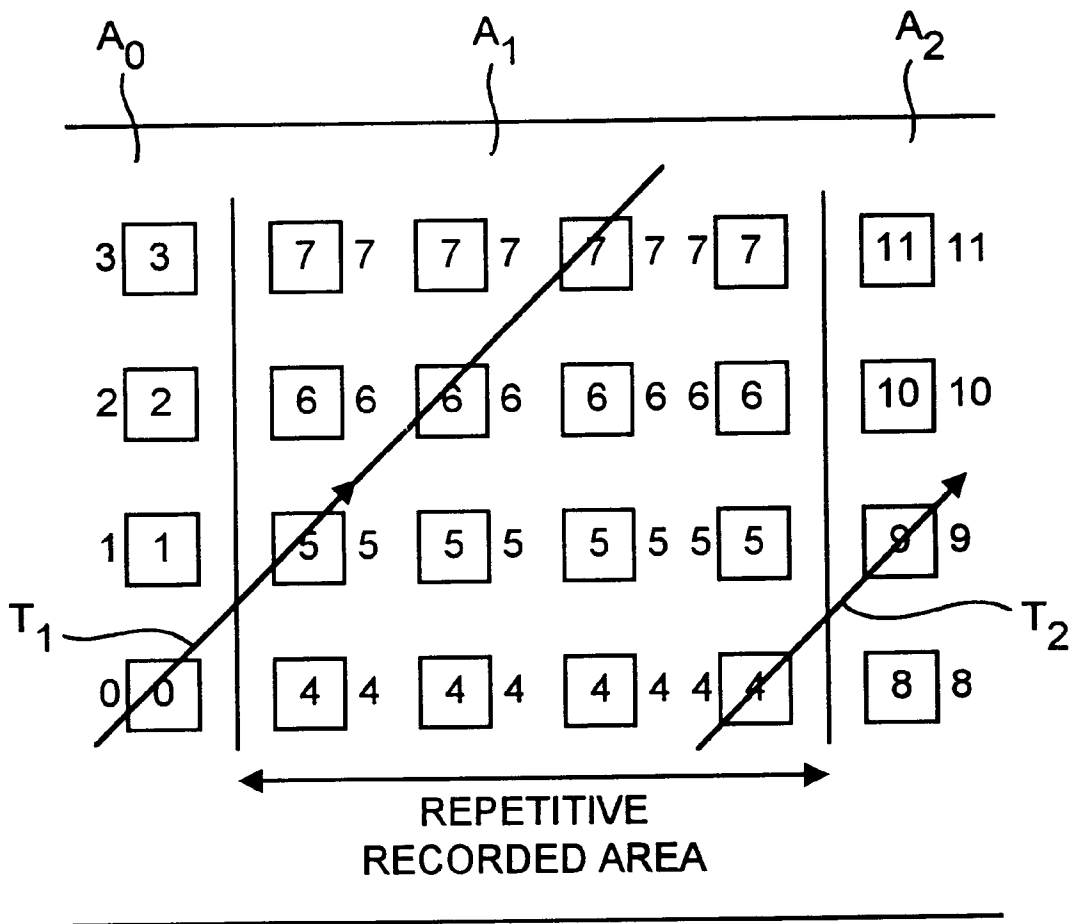 A0 A1 A2
3 3 7 7 7 7 7 7 7 7 11 11
2 2 6 6 6 6 6 6 6 6 10 10
1 1 5 5 5 5 5 5 5 5 9 9
T1 T2
0 0 4 4 4 4 4 4 4 4 8 8
REPETITIVE
RECORDED AREA